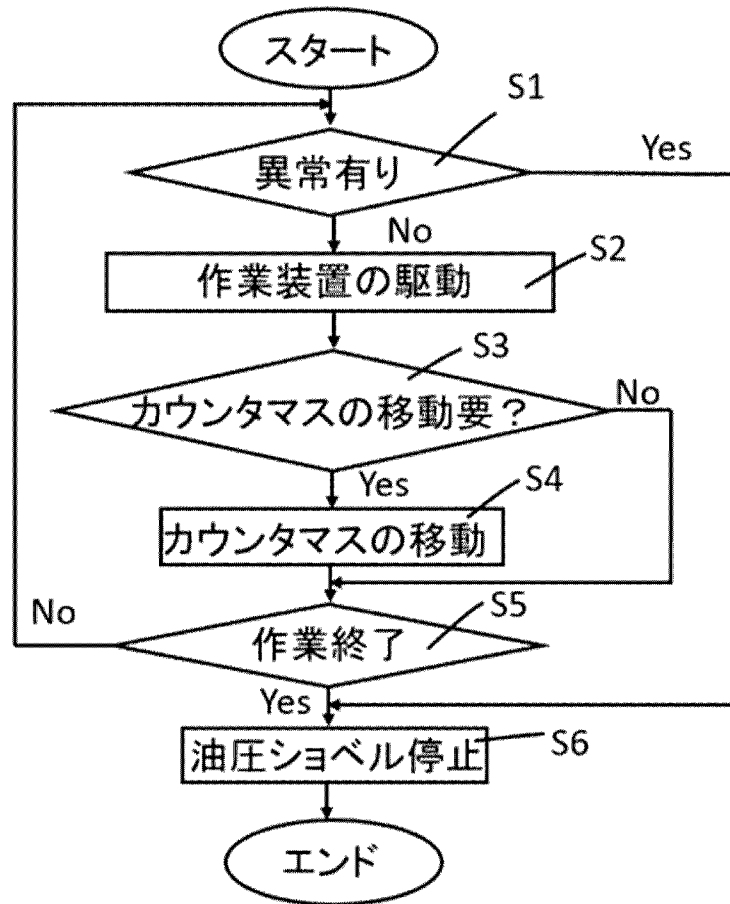 スタート
S1
異常有り
Yes
No
S2
作業装置の駆動
S3
カウンタマスの移動要？
No
Yes
S4
カウンタマスの移動
No
S5
作業終了
Yes
油圧ショベル停止
S6
エンド